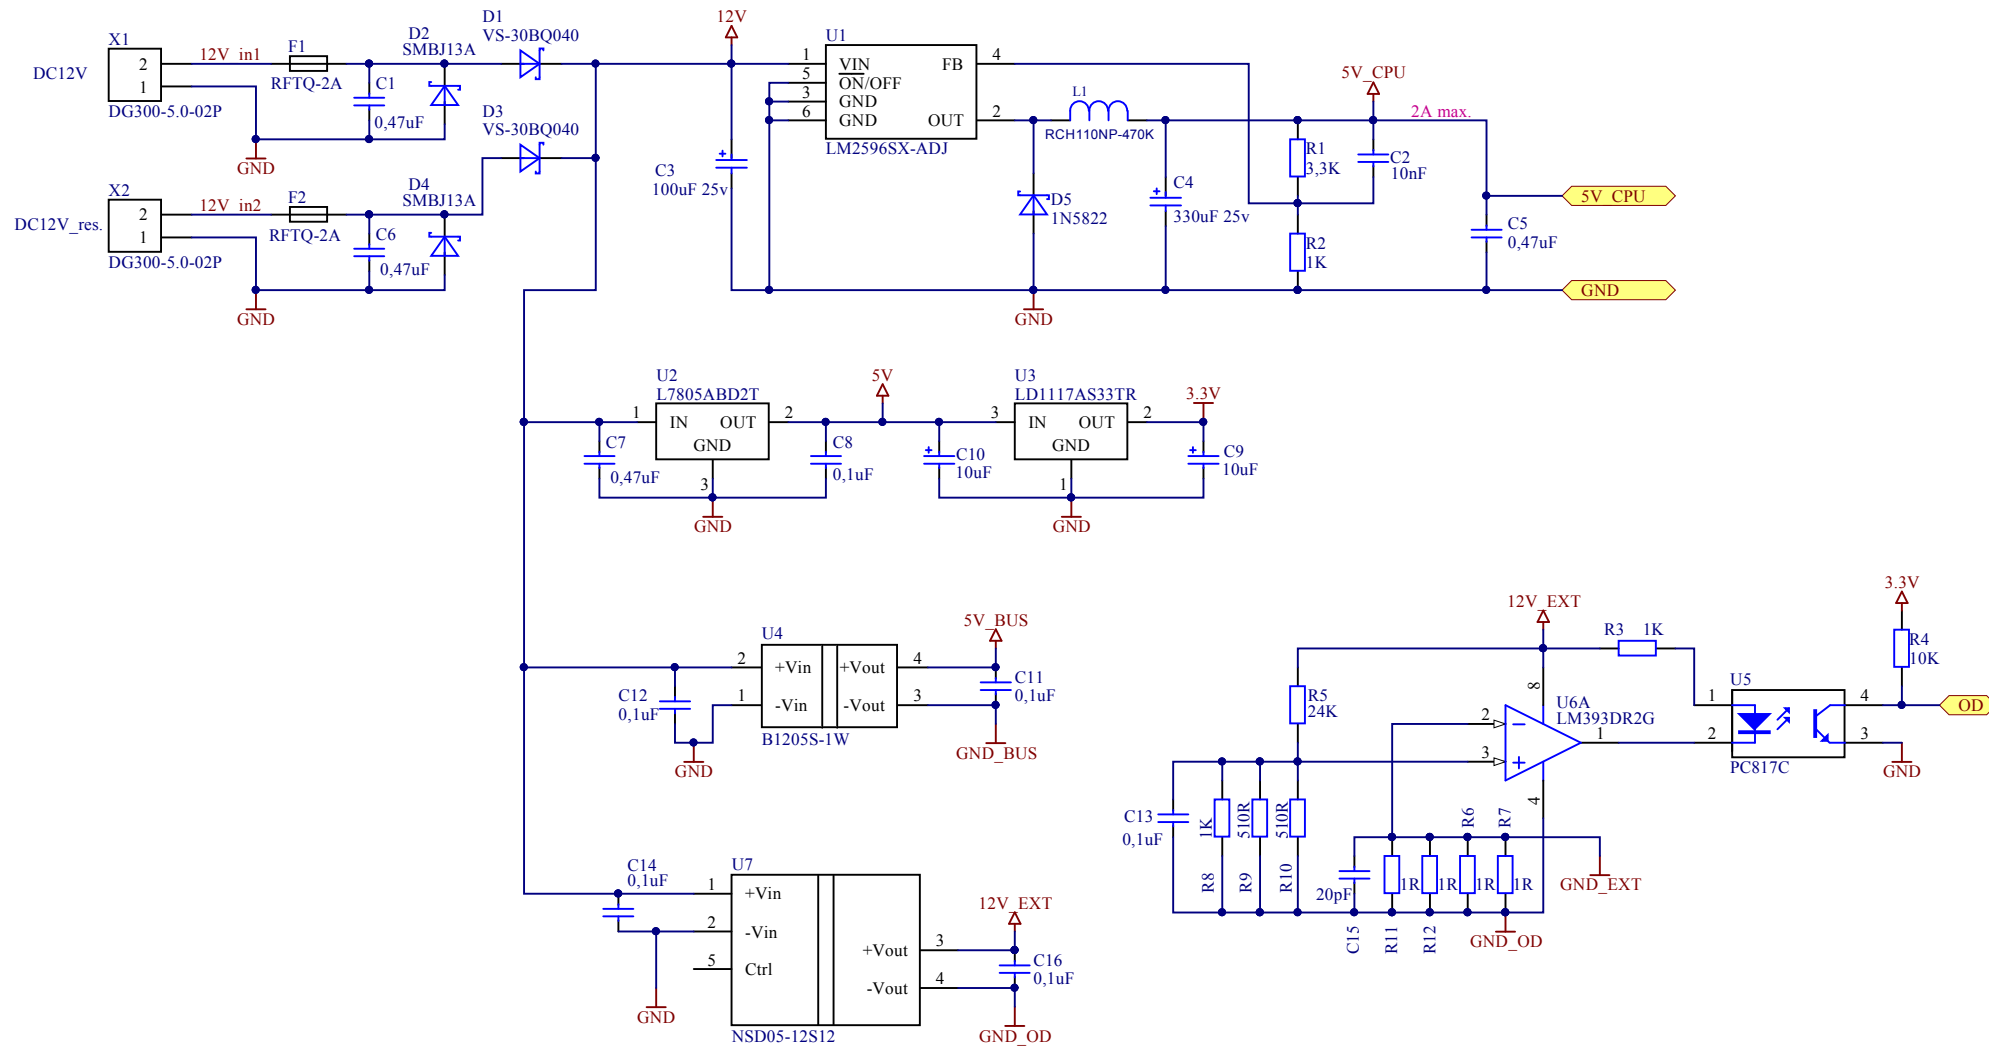 X1
DC12V
2
1
DG300-5.0-02P
12V_in1
F1
RFTQ-2A
C1
0,47uF
D2
SMBJ13A
D1
VS-30BQ040
GND
D3
VS-30BQ040
X2
DC12V_res.
2
1
DG300-5.0-02P
12V_in2
F2
RFTQ-2A
C6
0,47uF
D4
SMBJ13A
GND
12V
C3
100uF 25v
U1
1
VIN
5
ON/OFF
3
GND
6
GND
FB
4
OUT
2
LM2596SX-ADJ
L1
RCH110NP-470K
D5
1N5822
C4
330uF 25v
R1
3,3K
R2
1K
5V_CPU
C2
10nF
2A max.
5V_CPU
C5
0,47uF
GND
GND
U2
L7805ABD2T
1
IN
OUT
2
GND
3
C7
0,47uF
C8
0,1uF
GND
5V
C10
10uF
U3
LD1117AS33TR
3
IN
OUT
2
GND
1
3.3V
C9
10uF
GND
U4
2
+Vin
+Vout
4
1
-Vin
-Vout
3
B1205S-1W
C12
0,1uF
GND
5V_BUS
C11
0,1uF
GND_BUS
U7
1
+Vin
2
-Vin
5
Ctrl
+Vout
3
-Vout
4
NSD05-12S12
C14
0,1uF
GND
12V_EXT
C16
0,1uF
GND_OD
12V_EXT
R3 1K
R5
24K
8
U6A
LM393DR2G
2
3
1
4
C13
0,1uF
1K
R8
510R
R9
510R
R10
20pF
C15
1R
R11
1R
R12
1R
R6
1R
R7
GND_EXT
GND_OD
U5
1
2
4
3
PC817C
3.3V
R4
10K
OD
GND